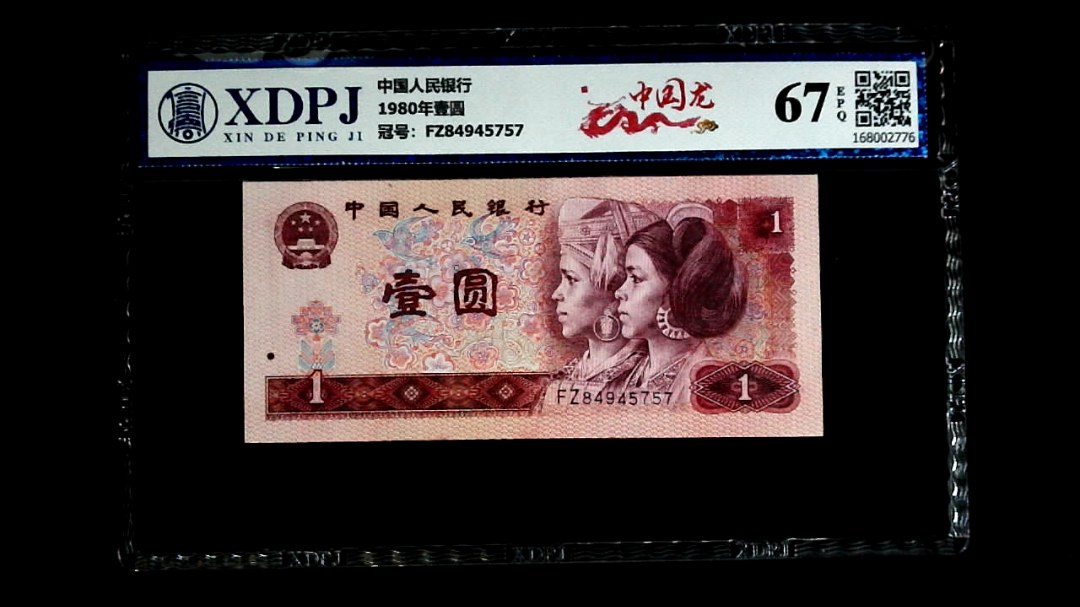 XDPJ
XIN DE PING JI
中国人民银行
1980年壹圆
冠号：FZ84945757
中国龙
67 EPQ
168002776
中国人民银行
1
壹圆
1
FZ84945757
1
XDPJ
XDPJ
XDPJ